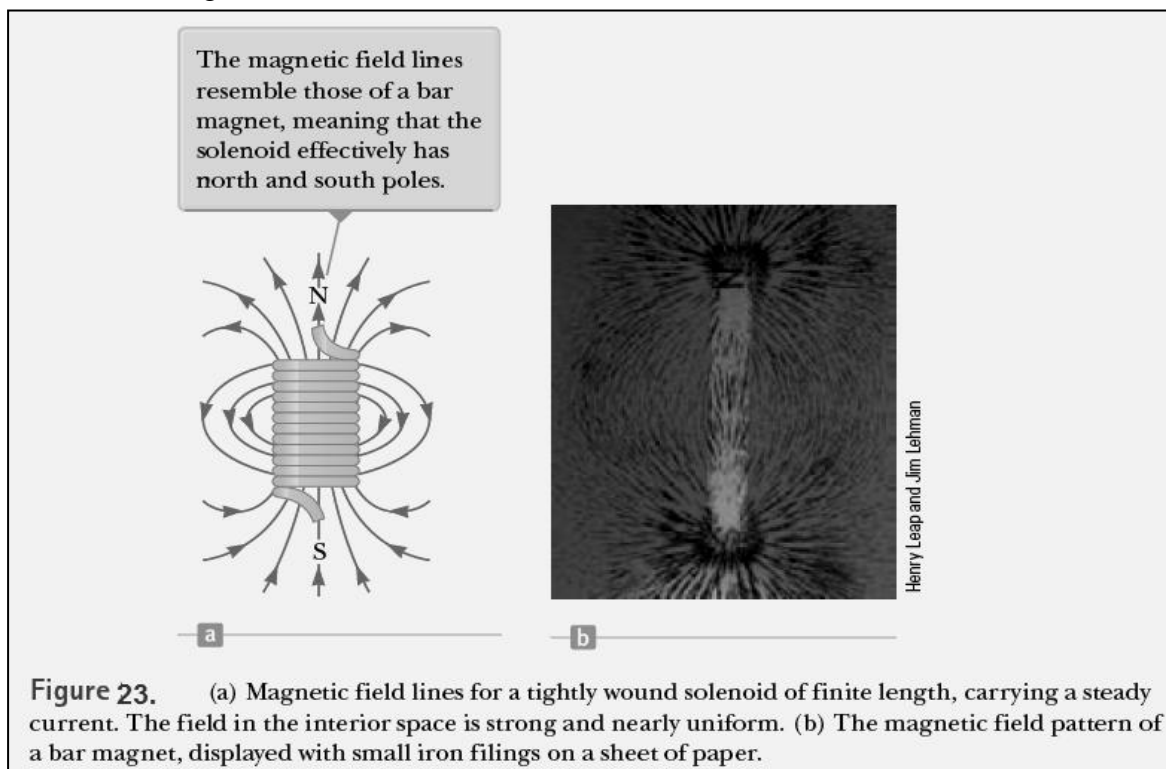 The magnetic field lines
resemble those of a bar
magnet, meaning that the
solenoid effectively has
north and south poles.
N
S
N
Henry Leap and Jim Lehman
a
b
Figure 23. (a) Magnetic field lines for a tightly wound solenoid of finite length, carrying a steady
current. The field in the interior space is strong and nearly uniform. (b) The magnetic field pattern of
a bar magnet, displayed with small iron filings on a sheet of paper.